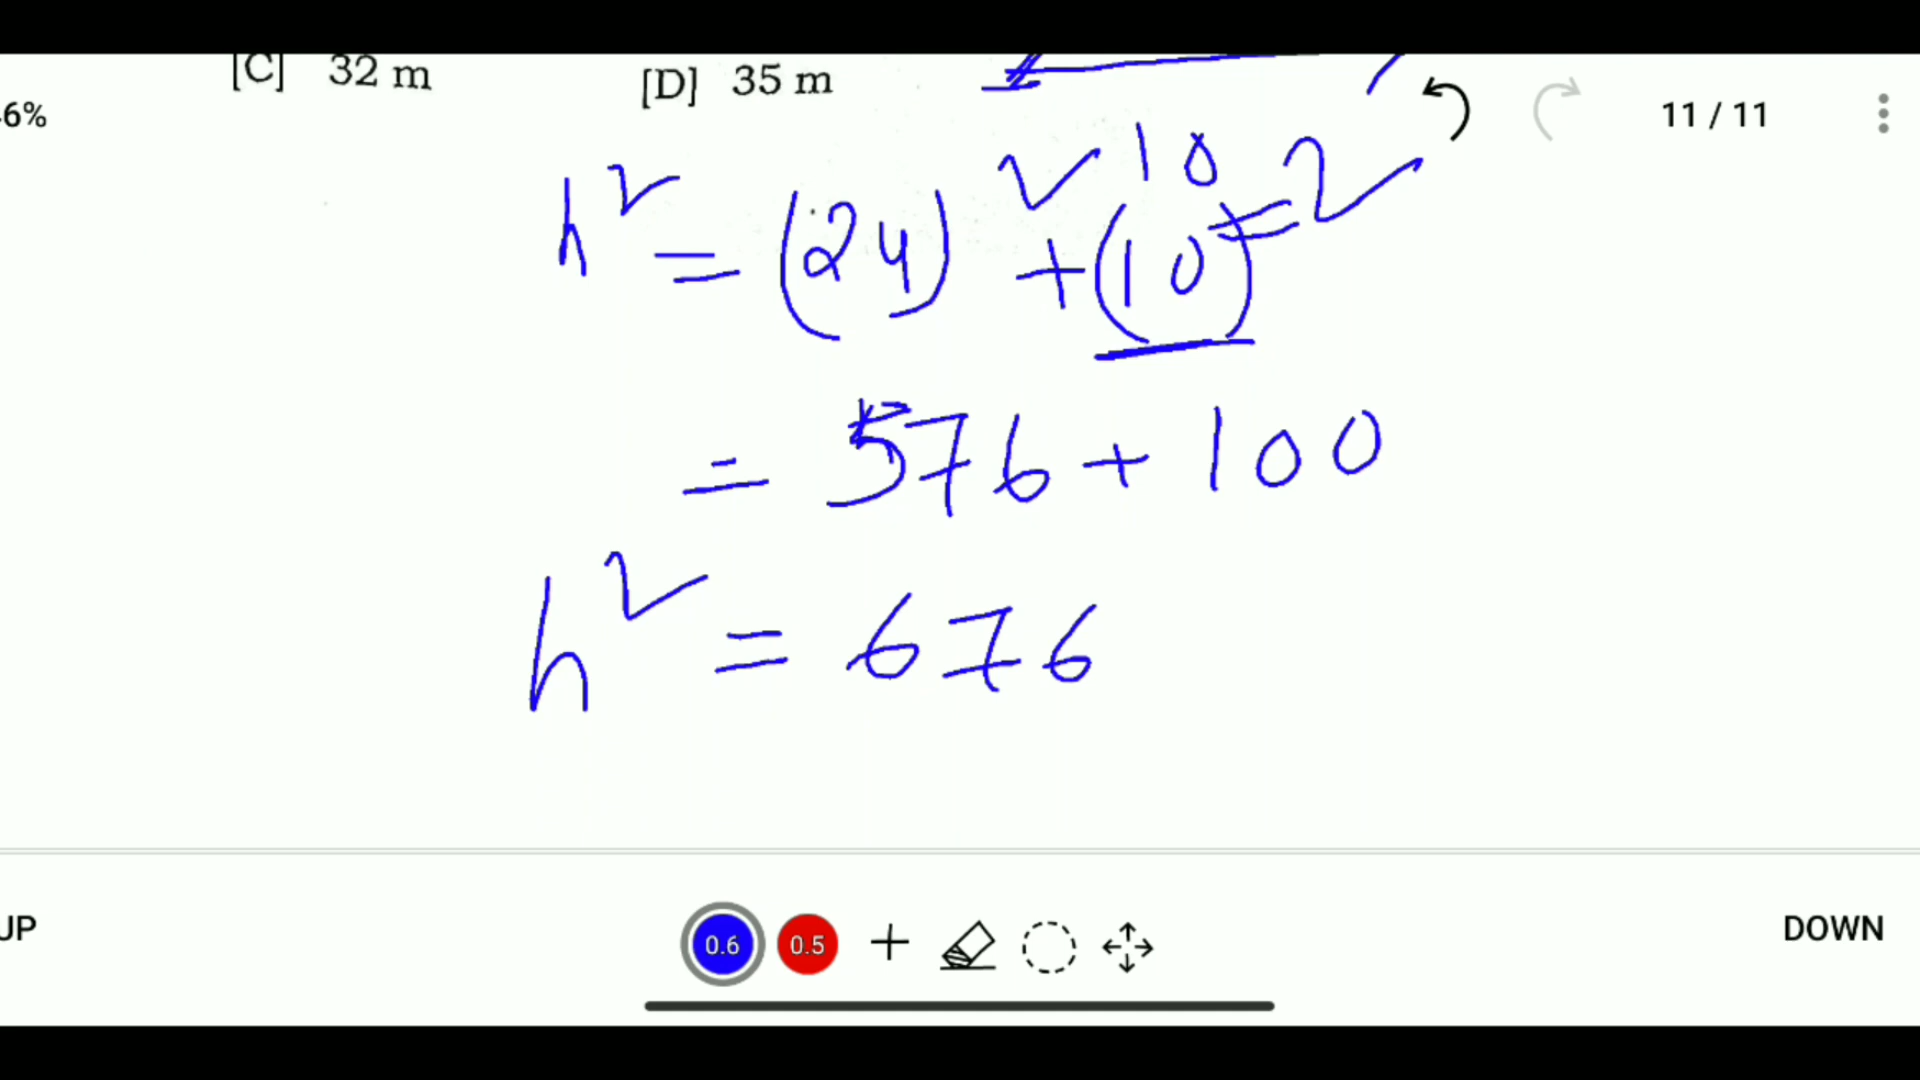 [C] 32 m [D] 35 m
6% 11 / 11
10
h² = (24)² + (10)²
= 576 + 100
h² = 676
UP 0.6 0.5 DOWN